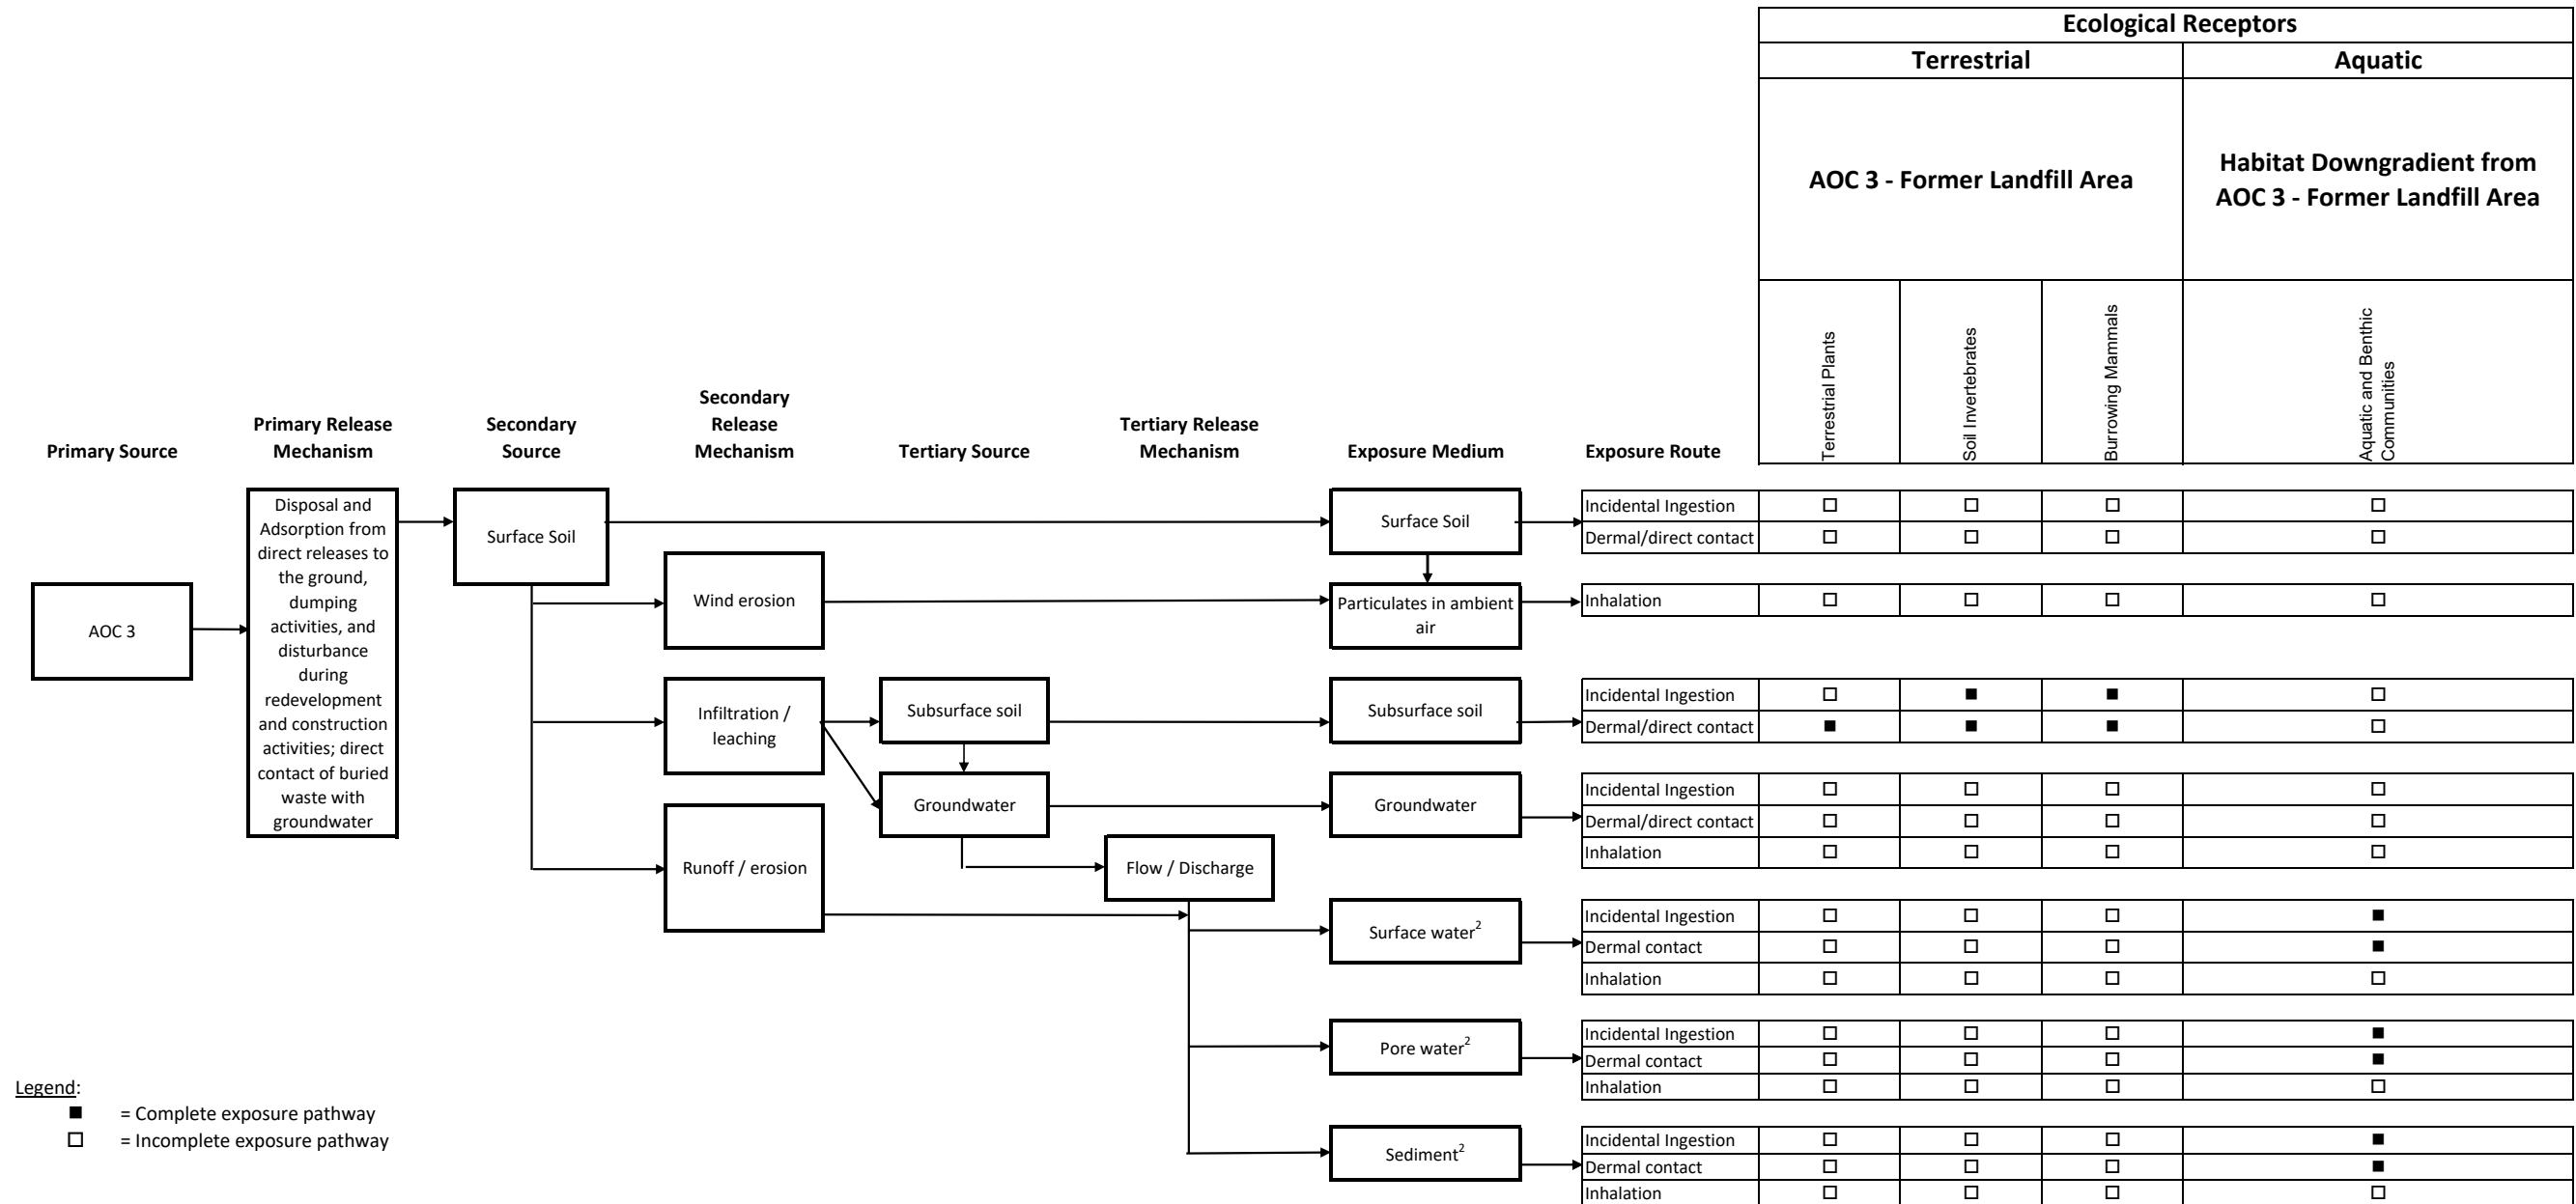 Ecological Receptors
Terrestrial
Aquatic
AOC 3 - Former Landfill Area
Habitat Downgradient from
AOC 3 - Former Landfill Area
Terrestrial Plants
Soil Invertebrates
Burrowing Mammals
Aquatic and Benthic
Communities
Primary Source
Primary Release
Mechanism
Secondary
Source
Secondary
Release
Mechanism
Tertiary Source
Tertiary Release
Mechanism
Exposure Medium
Exposure Route
AOC 3
Disposal and
Adsorption from
direct releases to
the ground,
dumping
activities, and
disturbance
during
redevelopment
and construction
activities; direct
contact of buried
waste with
groundwater
Surface Soil
Wind erosion
Infiltration /
leaching
Runoff / erosion
Subsurface soil
Groundwater
Flow / Discharge
Surface Soil
Incidental Ingestion □ □ □ □
Dermal/direct contact □ □ □ □
Particulates in ambient
air
Inhalation □ □ □ □
Subsurface soil
Incidental Ingestion □ ■ ■ □
Dermal/direct contact ■ ■ ■ □
Groundwater
Incidental Ingestion □ □ □ □
Dermal/direct contact □ □ □ □
Inhalation □ □ □ □
Surface water²
Incidental Ingestion □ □ □ ■
Dermal contact □ □ □ ■
Inhalation □ □ □ □
Pore water²
Incidental Ingestion □ □ □ ■
Dermal contact □ □ □ ■
Inhalation □ □ □ □
Sediment²
Incidental Ingestion □ □ □ ■
Dermal contact □ □ □ ■
Inhalation □ □ □ □
Legend:
■ = Complete exposure pathway
□ = Incomplete exposure pathway